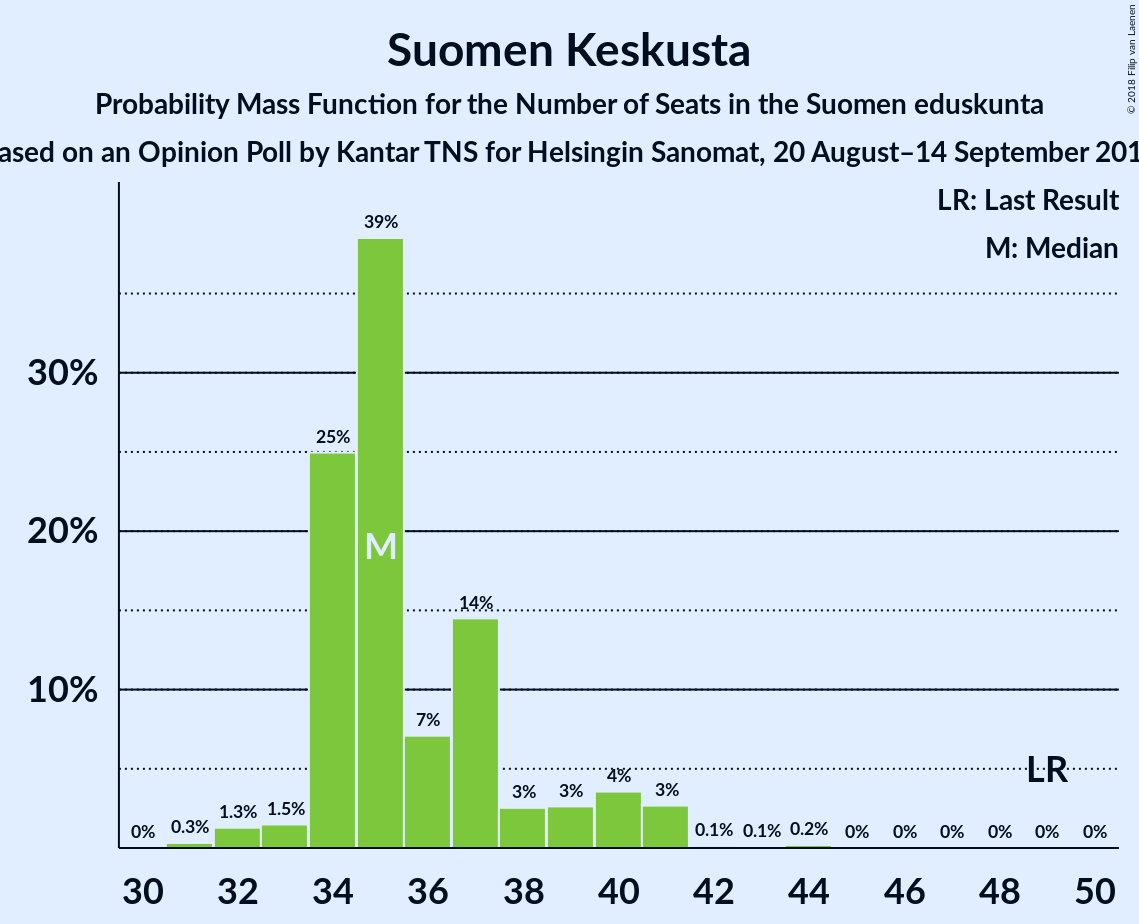 Suomen Keskusta
Probability Mass Function for the Number of Seats in the Suomen eduskunta
ased on an Opinion Poll by Kantar TNS for Helsingin Sanomat, 20 August–14 September 201
© 2018 Filip van Laenen
LR: Last Result
M: Median
30%
20%
10%
0% 0.3% 1.3% 1.5% 25% 39% 7% 14% 3% 3% 4% 3% 0.1% 0.1% 0.2% 0% 0% 0% 0% 0% 0%
M
LR
30 32 34 36 38 40 42 44 46 48 50